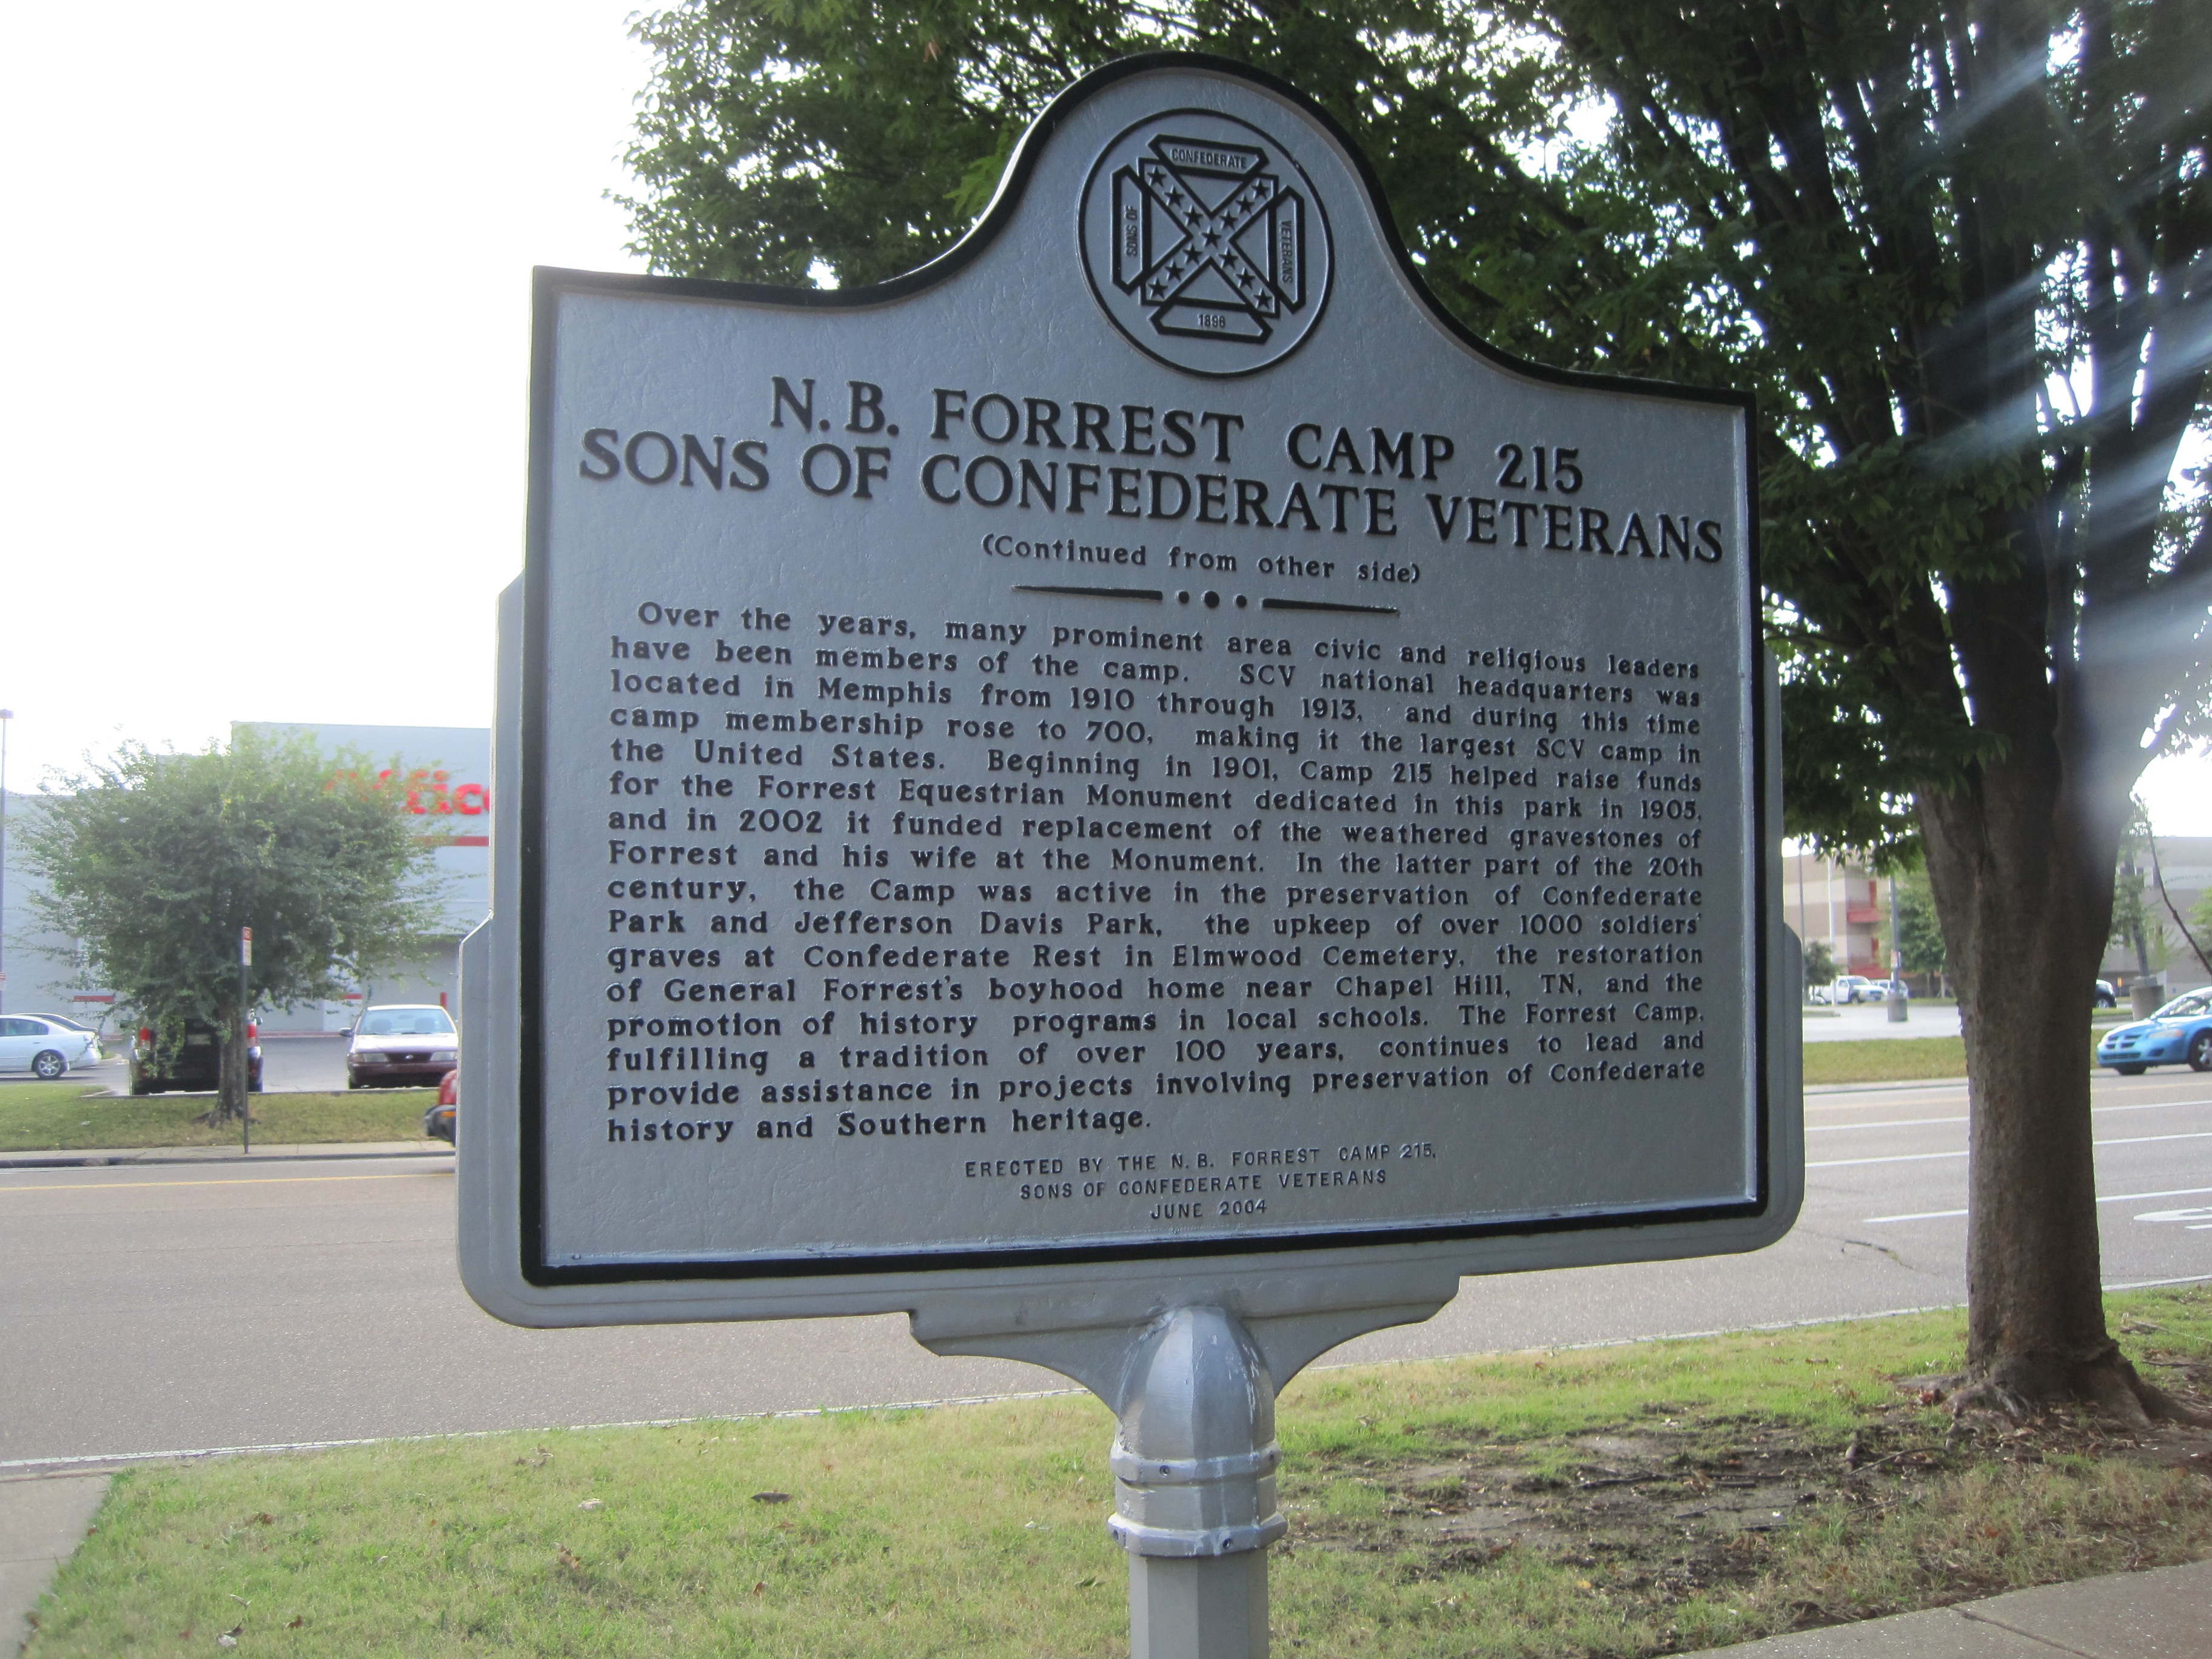 CONFEDERATE
SONS OF
VETERANS
1896
N. B. FORREST CAMP 215
SONS OF CONFEDERATE VETERANS
(Continued from other side)
Over the years, many prominent area civic and religious leaders
have been members of the camp. SCV national headquarters was
located in Memphis from 1910 through 1913, and during this time
camp membership rose to 700, making it the largest SCV camp in
the United States. Beginning in 1901, Camp 215 helped raise funds
for the Forrest Equestrian Monument dedicated in this park in 1905,
and in 2002 it funded replacement of the weathered gravestones of
Forrest and his wife at the Monument. In the latter part of the 20th
century, the Camp was active in the preservation of Confederate
Park and Jefferson Davis Park, the upkeep of over 1000 soldiers'
graves at Confederate Rest in Elmwood Cemetery, the restoration
of General Forrest's boyhood home near Chapel Hill, TN, and the
promotion of history programs in local schools. The Forrest Camp,
fulfilling a tradition of over 100 years, continues to lead and
provide assistance in projects involving preservation of Confederate
history and Southern heritage.
ERECTED BY THE N. B. FORREST CAMP 215,
SONS OF CONFEDERATE VETERANS
JUNE 2004
Office